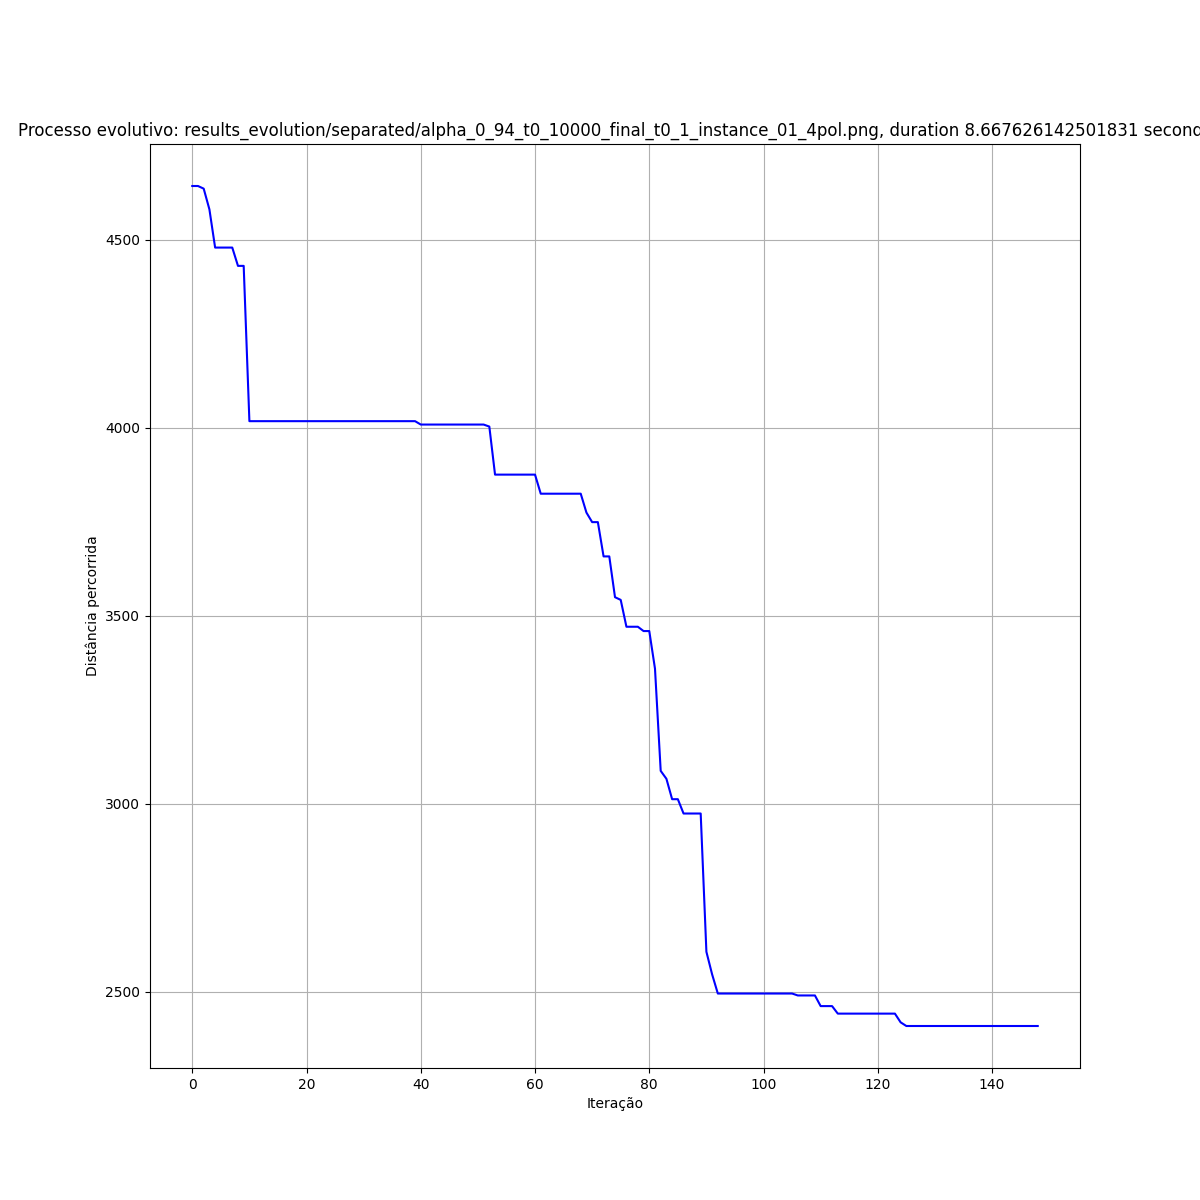 Processo evolutivo: results_evolution/separated/alpha_0_94_t0_10000_final_t0_1_instance_01_4pol.png, duration 8.667626142501831 second
4500
4000
3500
3000
2500
Distância percorrida
0 20 40 60 80 100 120 140
Iteração